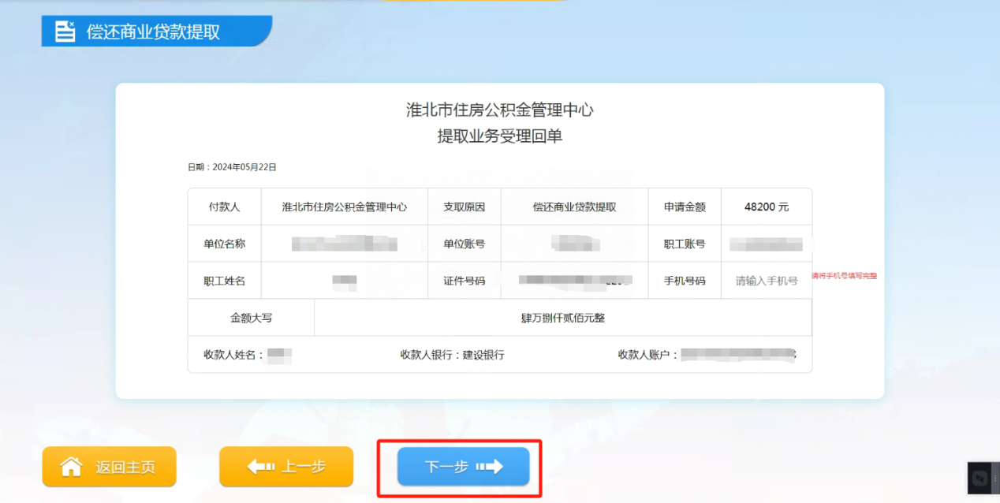 偿还商业贷款提取
淮北市住房公积金管理中心
提取业务受理回单
日期：2024年05月22日
付款人 淮北市住房公积金管理中心 支取原因 偿还商业贷款提取 申请金额 48200 元
单位名称 单位账号 职工账号
职工姓名 证件号码 手机号码 请输入手机号 请将手机号填写完整
金额大写 肆万捌仟贰佰元整
收款人姓名： 收款人银行：建设银行 收款人账户：
返回主页 上一步 下一步